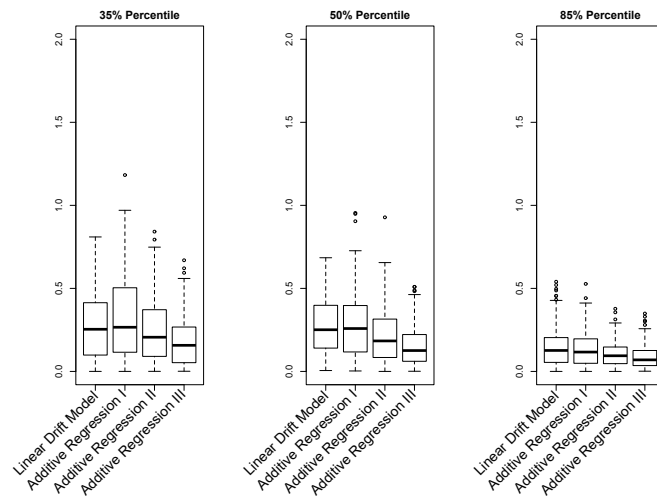 35% Percentile
50% Percentile
85% Percentile
2.0
1.5
1.0
0.5
0.0
2.0
1.5
1.0
0.5
0.0
2.0
1.5
1.0
0.5
0.0
Linear Drift Model
Additive Regression I
Additive Regression II
Additive Regression III
Linear Drift Model
Additive Regression I
Additive Regression II
Additive Regression III
Linear Drift Model
Additive Regression I
Additive Regression II
Additive Regression III